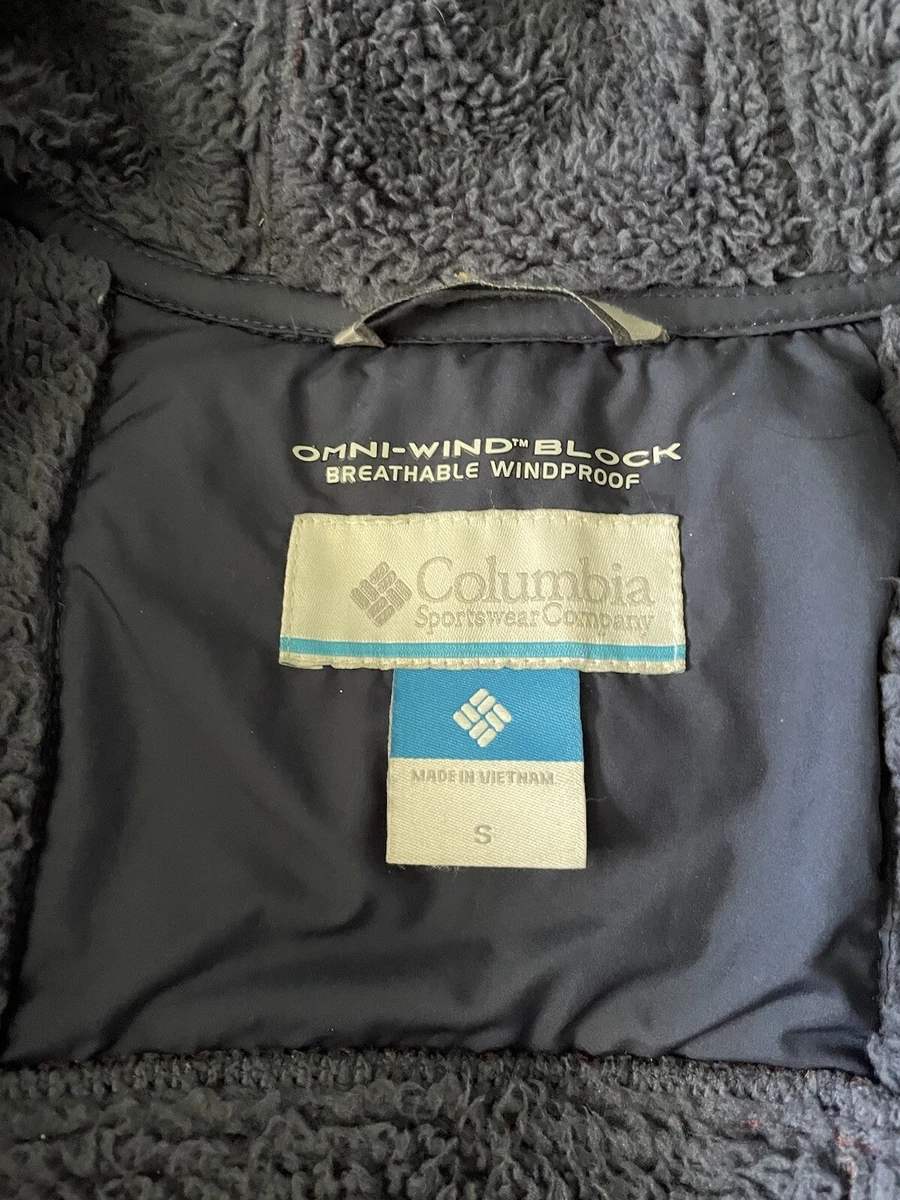 OMNI-WIND™ BLOCK
BREATHABLE WINDPROOF
Columbia
Sportswear Company
MADE IN VIETNAM
S